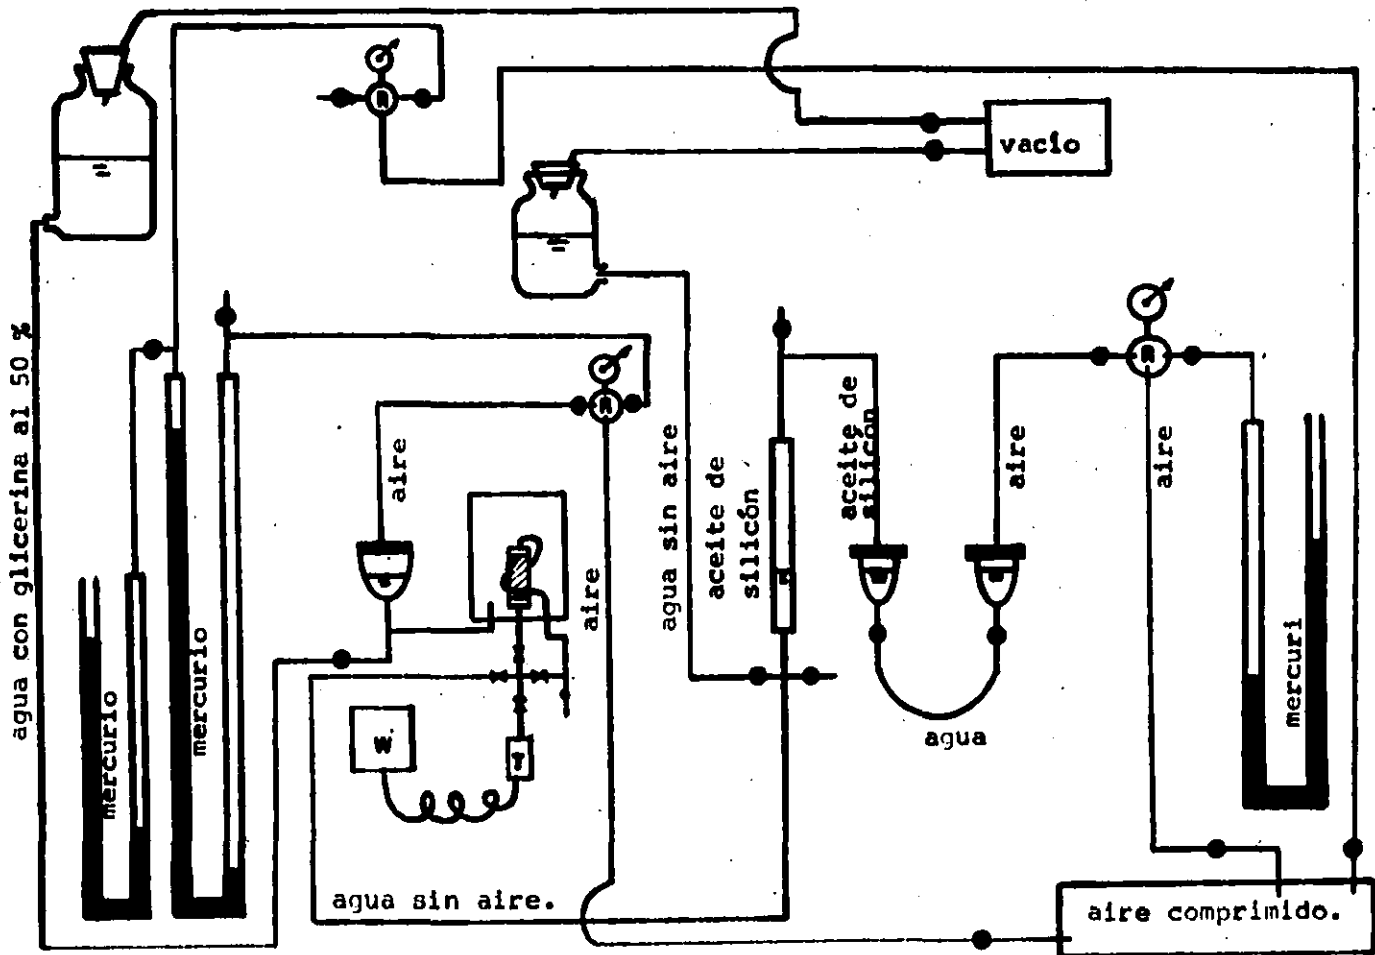 R
vacío
agua con glicerina al 50 %
R
R
aire
aire
agua sin aire
aceite de
silicón
aceite de
silicón
aire
aire
mercurio
mercurio
mercuri
W
T
agua
agua sin aire.
aire comprimido.